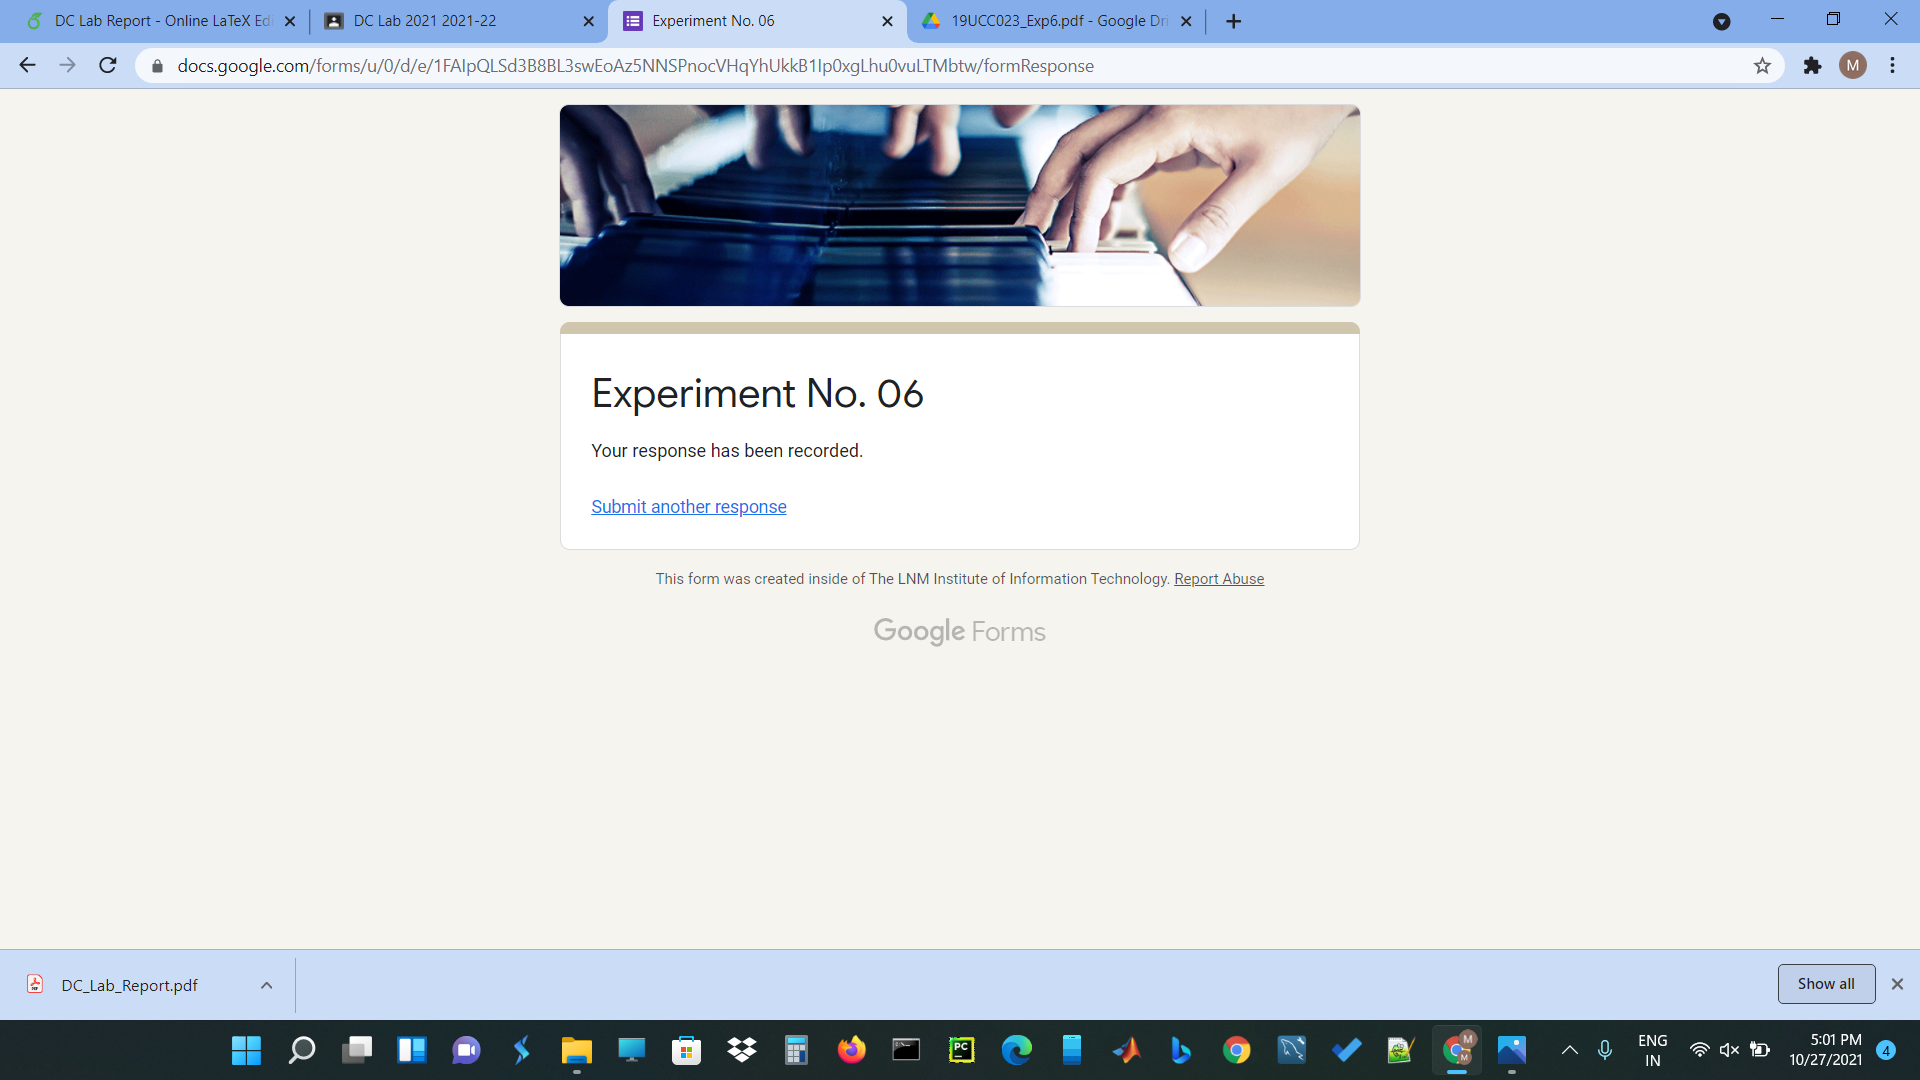 DC Lab Report - Online LaTeX Edi
DC Lab 2021 2021-22
Experiment No. 06
19UCC023_Exp6.pdf - Google Dri
docs.google.com/forms/u/0/d/e/1FAIpQLSd3B8BL3swEoAz5NNSPnocVHqYhUkkB1Ip0xgLhu0vuLTMbtw/formResponse
M
Experiment No. 06
Your response has been recorded.
Submit another response
This form was created inside of The LNM Institute of Information Technology. Report Abuse
Google Forms
DC_Lab_Report.pdf
Show all
PC
M
M
ENG
IN
5:01 PM
10/27/2021
4